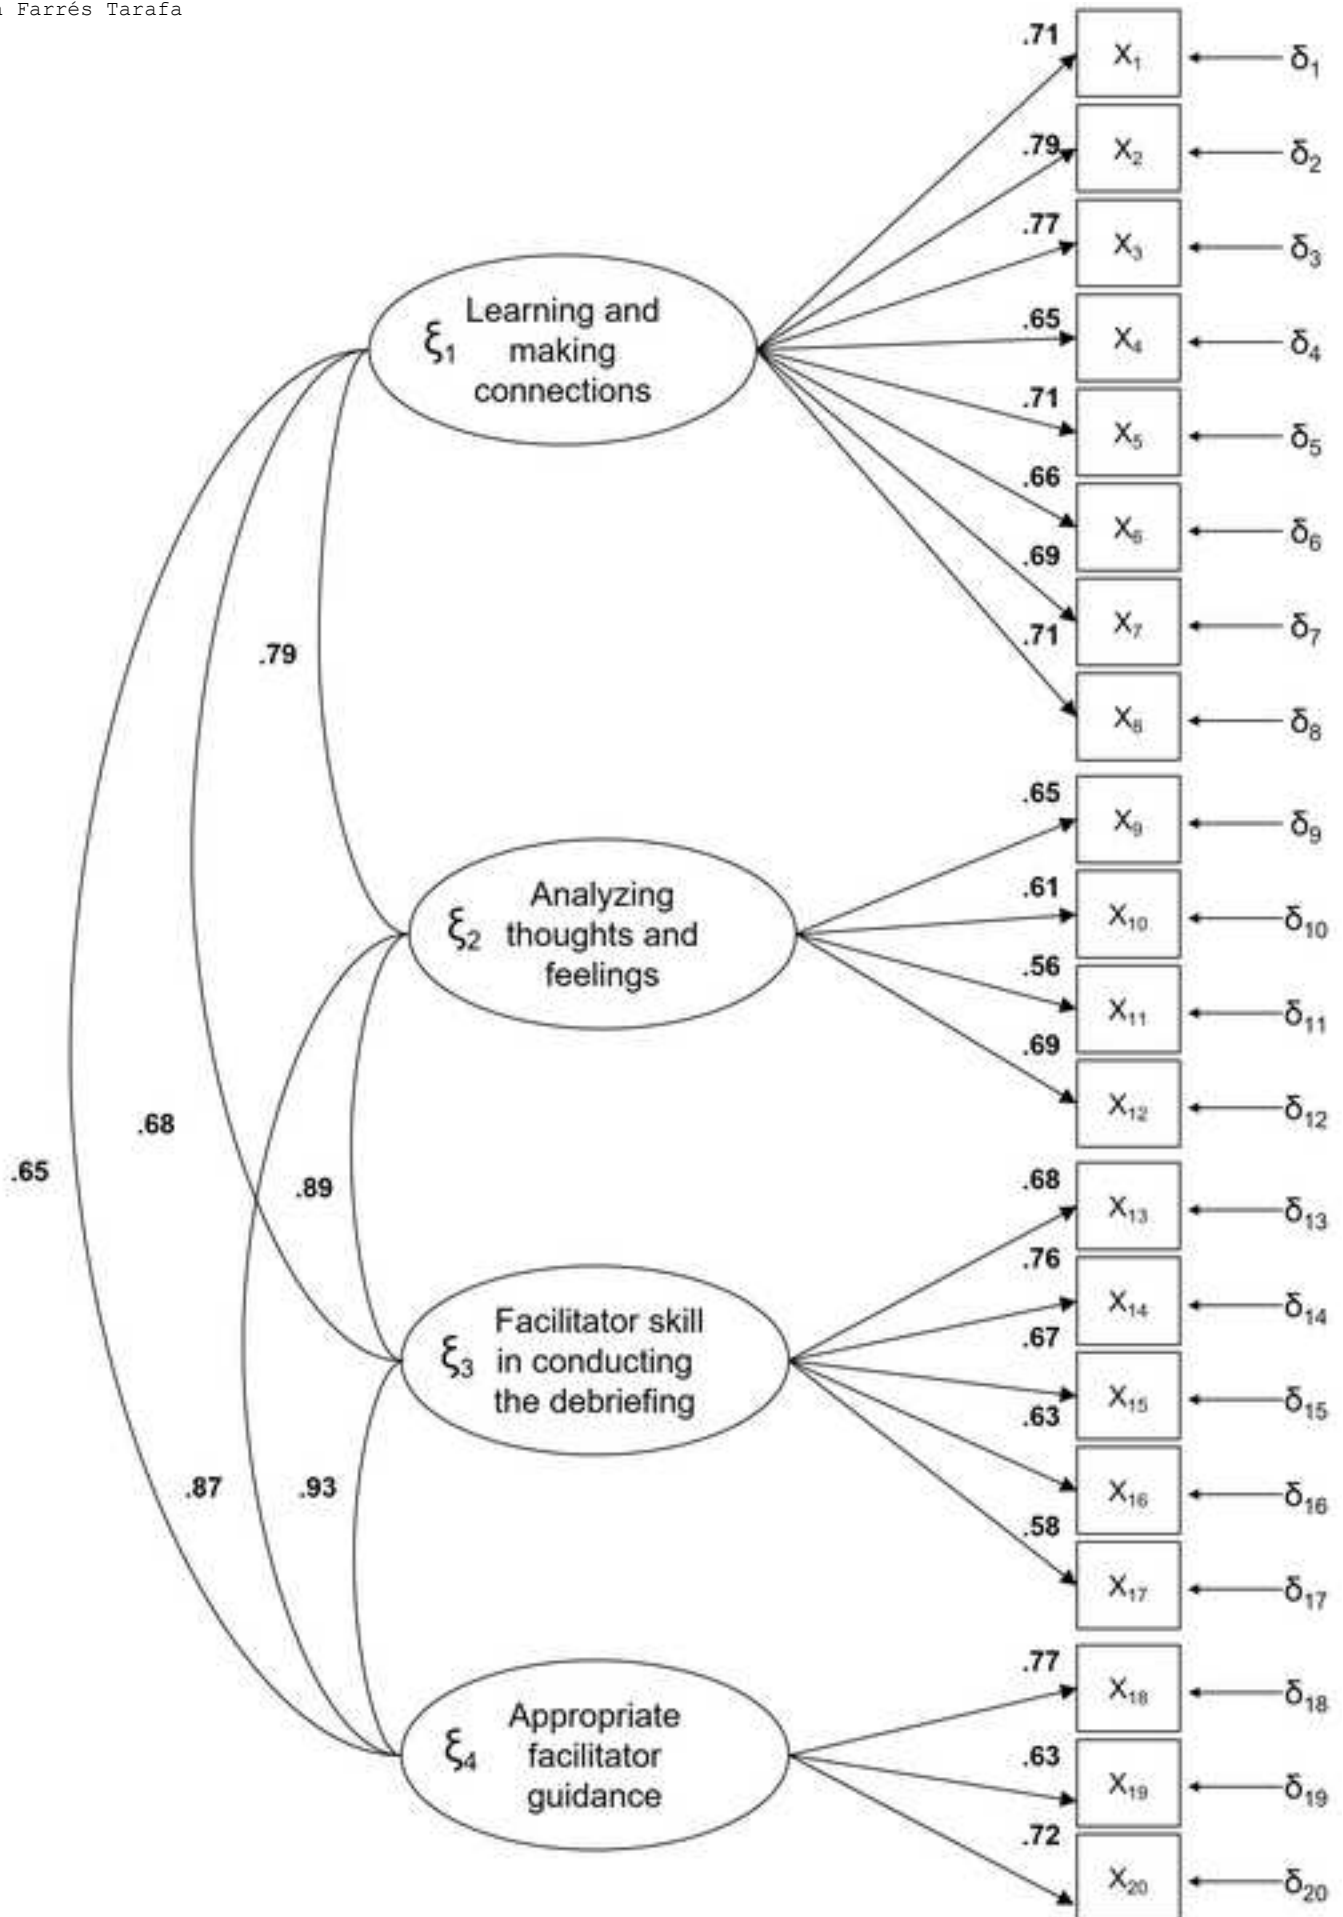 Farrés Tarafa
.71 X₁ δ₁
.79 X₂ δ₂
.77 X₃ δ₃
.65 X₄ δ₄
.71 X₅ δ₅
.66 X₆ δ₆
.69 X₇ δ₇
.71 X₈ δ₈
ξ₁ Learning and
making
connections
.79
.65 X₉ δ₉
.61 X₁₀ δ₁₀
.56 X₁₁ δ₁₁
.69 X₁₂ δ₁₂
ξ₂ Analyzing
thoughts and
feelings
.68
.65
.89
.68 X₁₃ δ₁₃
.76 X₁₄ δ₁₄
.67 X₁₅ δ₁₅
.63 X₁₆ δ₁₆
.58 X₁₇ δ₁₇
ξ₃ Facilitator skill
in conducting
the debriefing
.87
.93
.77 X₁₈ δ₁₈
.63 X₁₉ δ₁₉
.72 X₂₀ δ₂₀
ξ₄ Appropriate
facilitator
guidance